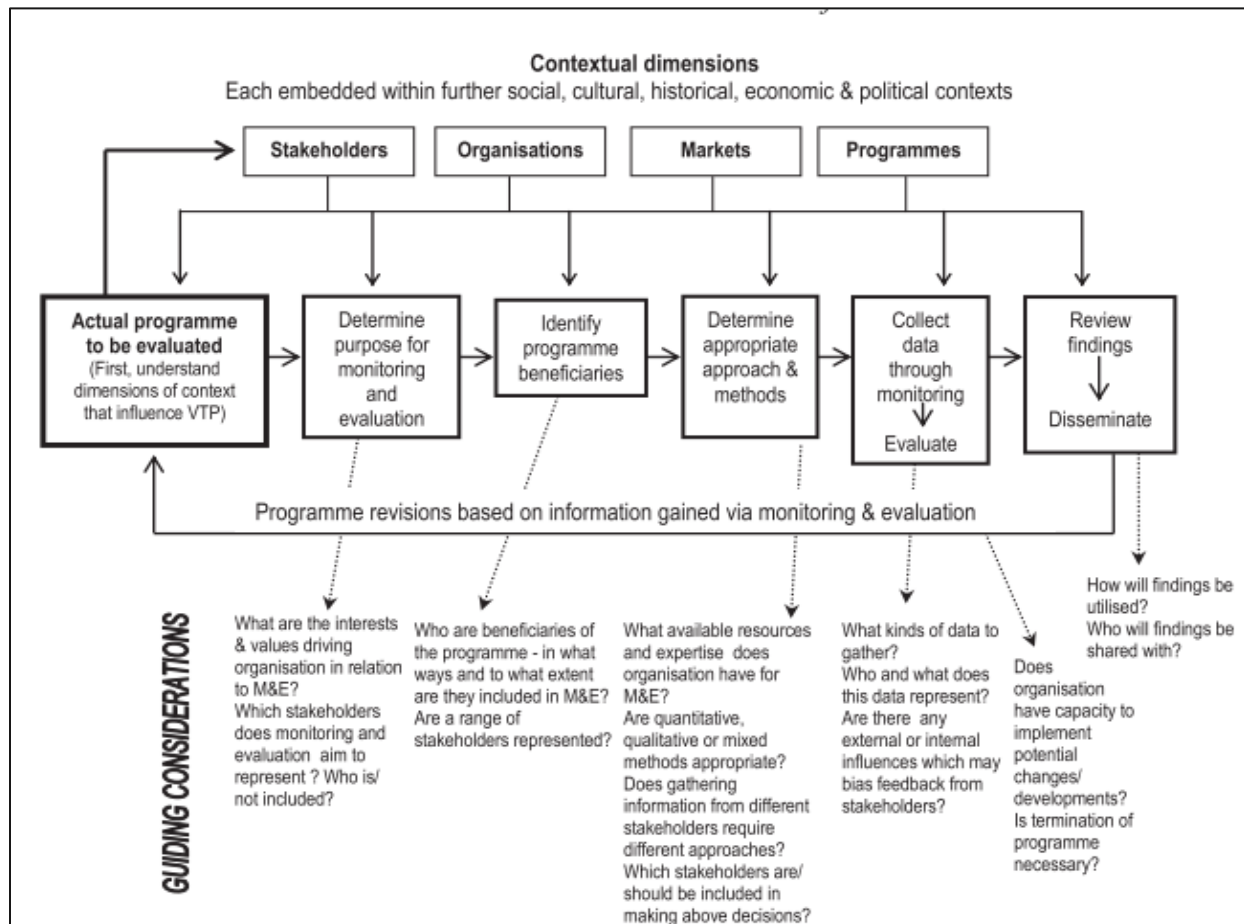 Contextual dimensions
Each embedded within further social, cultural, historical, economic & political contexts
Stakeholders
Organisations
Markets
Programmes
Actual programme
to be evaluated
(First, understand
dimensions of context
that influence VTP)
Determine
purpose for
monitoring
and
evaluation
Identify
programme
beneficiaries
Determine
appropriate
approach &
methods
Collect
data
through
monitoring
Evaluate
Review
findings
Disseminate
Programme revisions based on information gained via monitoring & evaluation
GUIDING CONSIDERATIONS
What are the interests
& values driving
organisation in relation
to M&E?
Which stakeholders
does monitoring and
evaluation aim to
represent ? Who is/
not included?
Who are beneficiaries of
the programme - in what
ways and to what extent
are they included in M&E?
Are a range of
stakeholders represented?
What available resources
and expertise does
organisation have for
M&E?
Are quantitative,
qualitative or mixed
methods appropriate?
Does gathering
information from different
stakeholders require
different approaches?
Which stakeholders are/
should be included in
making above decisions?
What kinds of data to
gather?
Who and what does
this data represent?
Are there any
external or internal
influences which may
bias feedback from
stakeholders?
Does
organisation
have capacity to
implement
potential
changes/
developments?
Is termination of
programme
necessary?
How will findings be
utilised?
Who will findings be
shared with?